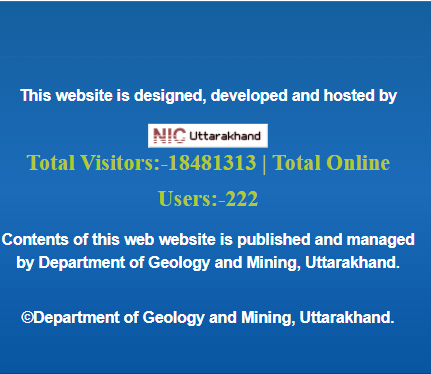 This website is designed, developed and hosted by
NIC Uttarakhand
Total Visitors:-18481313 | Total Online
Users:-222
Contents of this web website is published and managed
by Department of Geology and Mining, Uttarakhand.
©Department of Geology and Mining, Uttarakhand.